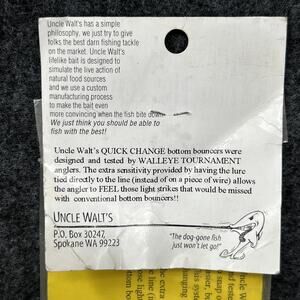 Uncle Walt's has a simple
philosophy, we just try to give
folks the best darn fishing tackle
on the market. Uncle Walt's
lifelike bait is designed to
simulate the live action of
natural food sources
and we use a custom
manufacturing process
to make the bait even
more convincing when the fish bite down
We just think you should be able to
fish with the best!
Uncle Walt's QUICK CHANGE bottom bouncers were
designed and tested by WALLEYE TOURNAMENT
anglers. The extra sensitivity provided by having the lure
tied directly to the line (instead of on a piece of wire) allows
the angler to FEEL those light strikes that would be missed
with conventional bottom bouncers!!
UNCLE WALT'S
P.O. Box 30247,
Spokane WA 99223
"The dog-gone fish
just won't let go!"